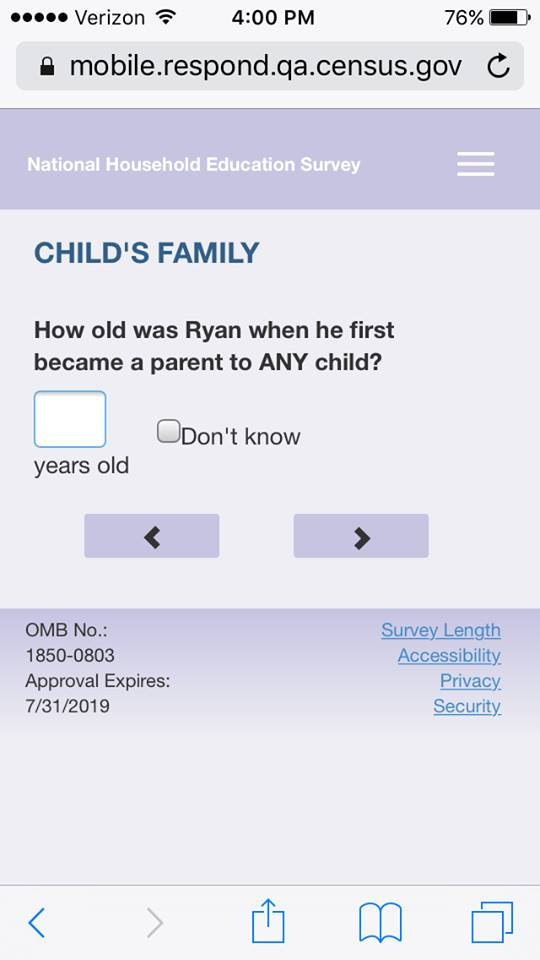 Verizon 4:00 PM 76%
mobile.respond.qa.census.gov
National Household Education Survey
CHILD'S FAMILY
How old was Ryan when he first
became a parent to ANY child?
Don't know
years old
OMB No.: Survey Length
1850-0803 Accessibility
Approval Expires: Privacy
7/31/2019 Security